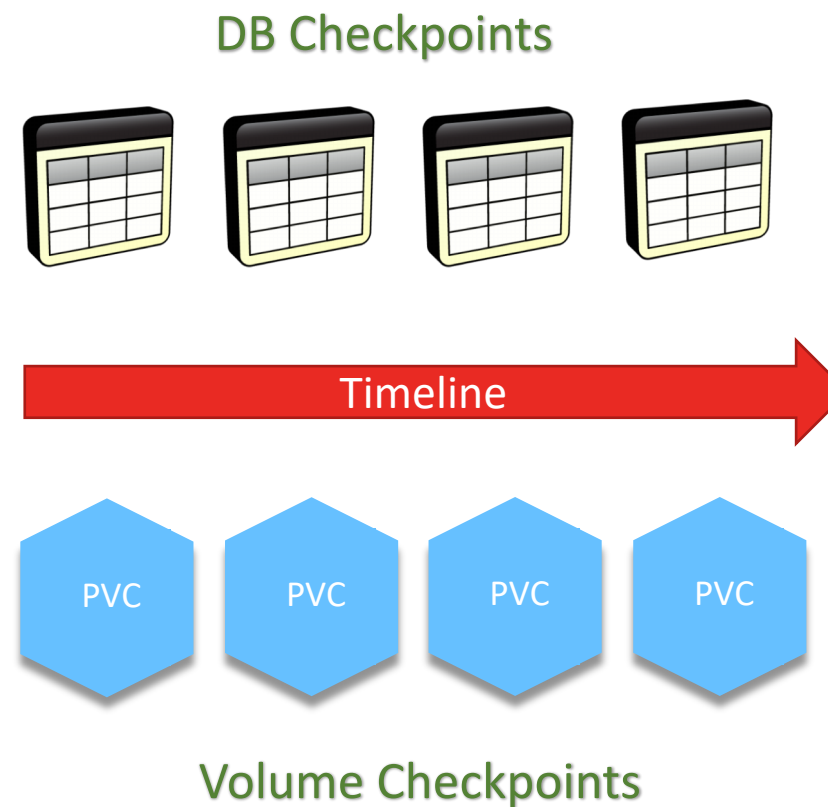 DB Checkpoints
Timeline
PVC PVC PVC PVC
Volume Checkpoints